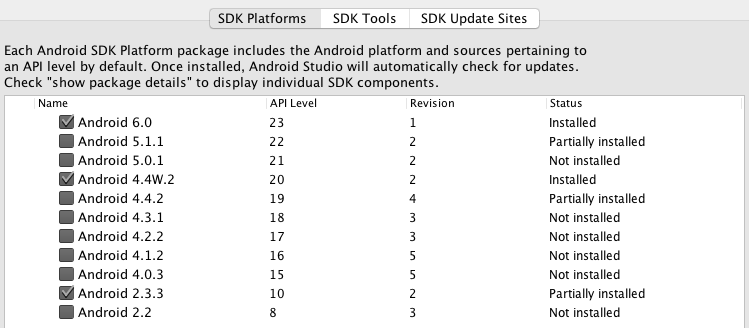 SDK Platforms SDK Tools SDK Update Sites
Each Android SDK Platform package includes the Android platform and sources pertaining to
an API level by default. Once installed, Android Studio will automatically check for updates.
Check "show package details" to display individual SDK components.
Name API Level Revision Status
Android 6.0 23 1 Installed
Android 5.1.1 22 2 Partially installed
Android 5.0.1 21 2 Not installed
Android 4.4W.2 20 2 Installed
Android 4.4.2 19 4 Partially installed
Android 4.3.1 18 3 Not installed
Android 4.2.2 17 3 Not installed
Android 4.1.2 16 5 Not installed
Android 4.0.3 15 5 Not installed
Android 2.3.3 10 2 Partially installed
Android 2.2 8 3 Not installed